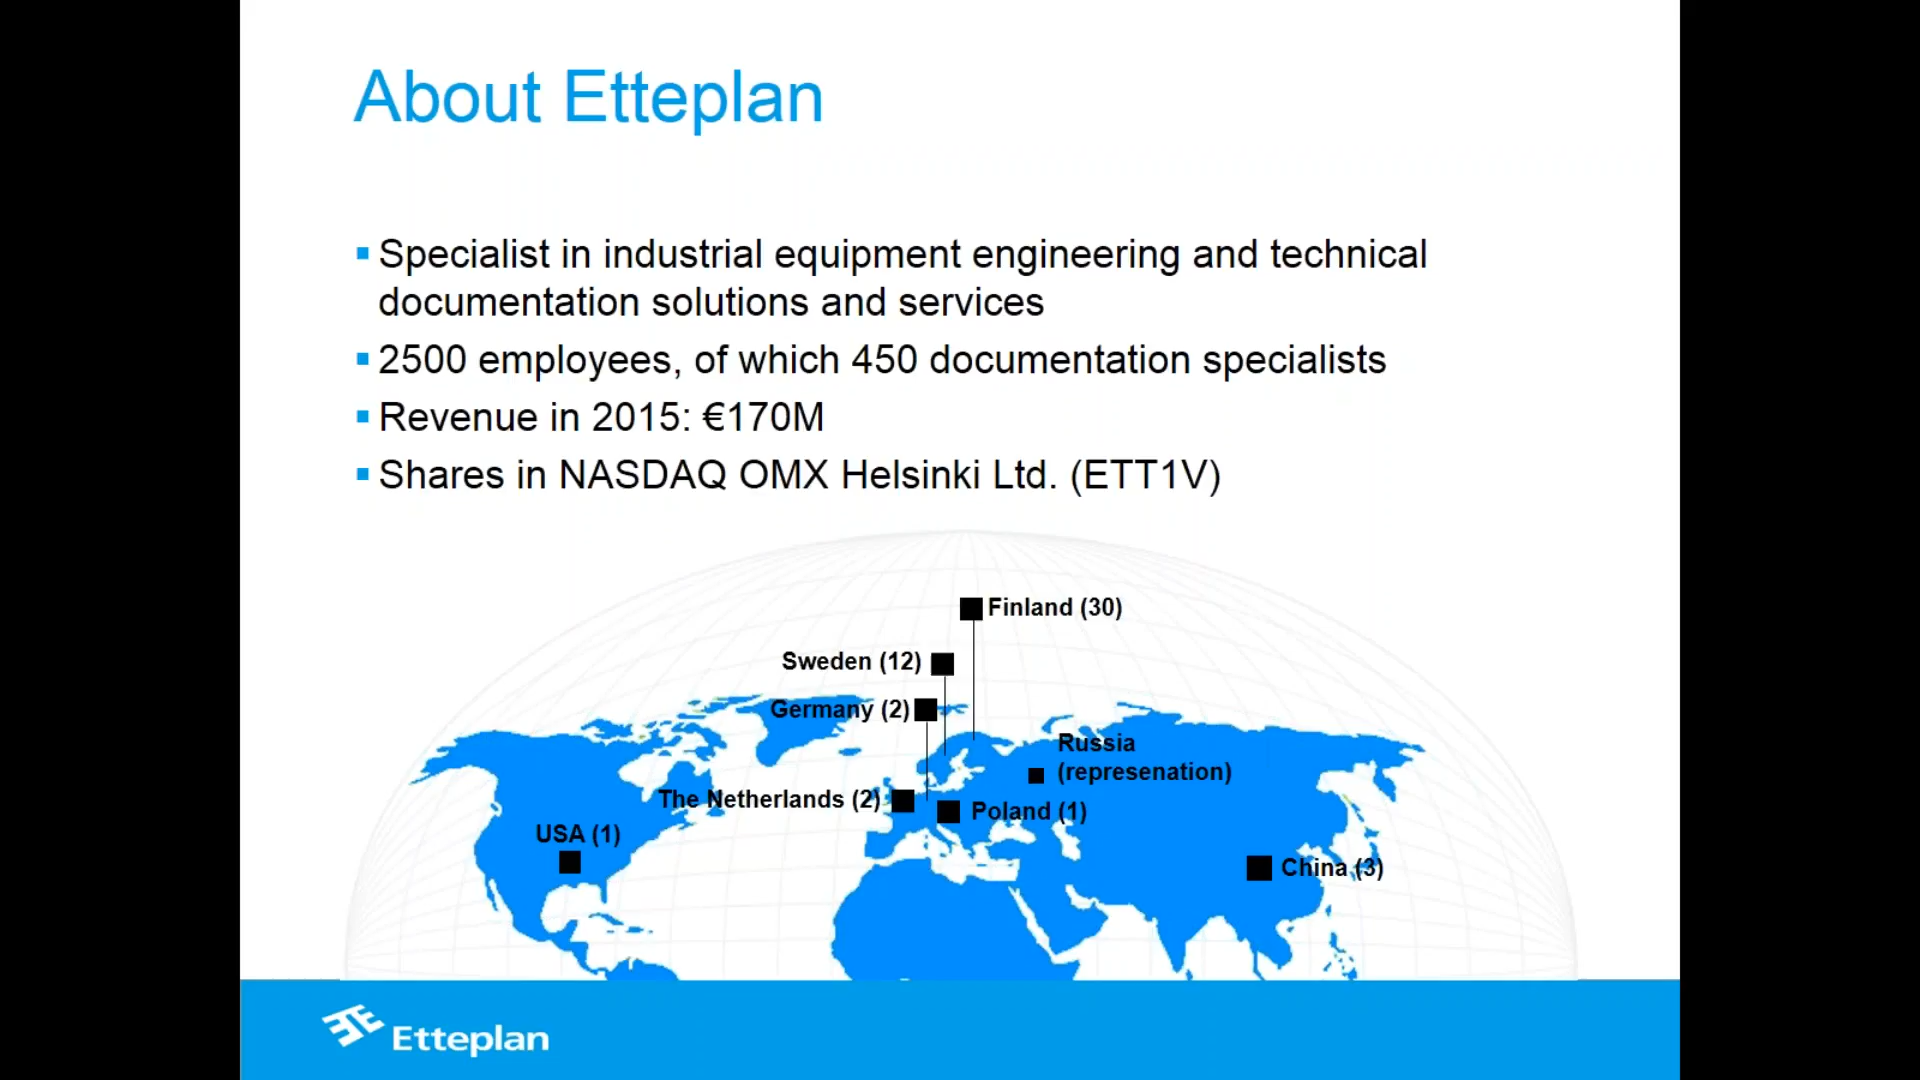 About Etteplan
Specialist in industrial equipment engineering and technical
documentation solutions and services
2500 employees, of which 450 documentation specialists
Revenue in 2015: €170M
Shares in NASDAQ OMX Helsinki Ltd. (ETT1V)
Finland (30)
Sweden (12)
Germany (2)
Russia
(represenation)
The Netherlands (2)
Poland (1)
USA (1)
China (3)
Etteplan